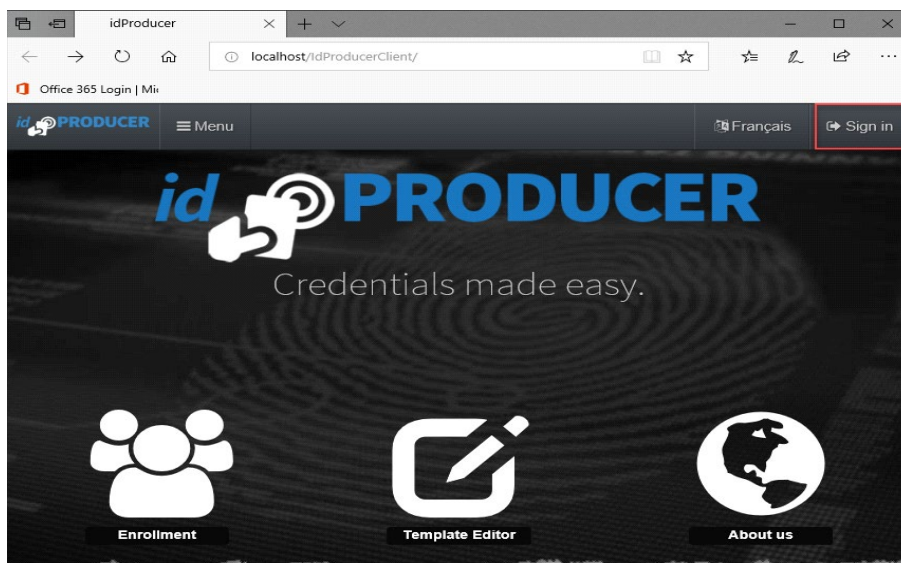 idProducer
localhost/IdProducerClient/
Office 365 Login | Mi
id PRODUCER
Menu
Français
Sign in
id PRODUCER
Credentials made easy.
Enrollment
Template Editor
About us